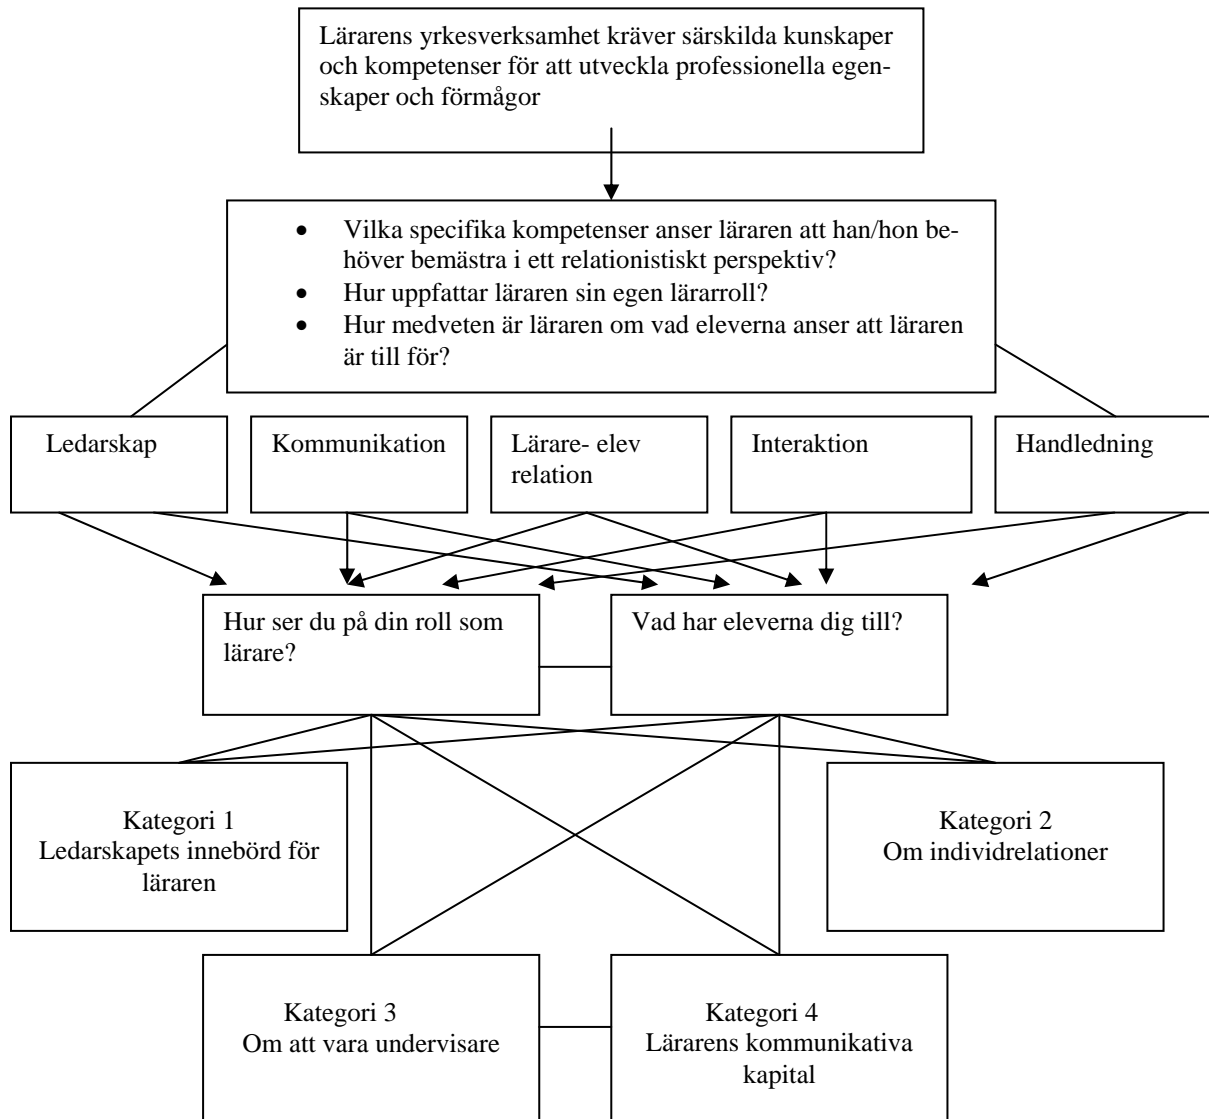 Lärarens yrkesverksamhet kräver särskilda kunskaper
och kompetenser för att utveckla professionella egen-
skaper och förmågor
• Vilka specifika kompetenser anser läraren att han/hon be-
höver bemästra i ett relationistiskt perspektiv?
• Hur uppfattar läraren sin egen lärarroll?
• Hur medveten är läraren om vad eleverna anser att läraren
är till för?
Ledarskap
Kommunikation
Lärare- elev
relation
Interaktion
Handledning
Hur ser du på din roll som
lärare?
Vad har eleverna dig till?
Kategori 1
Ledarskapets innebörd för
läraren
Kategori 2
Om individrelationer
Kategori 3
Om att vara undervisare
Kategori 4
Lärarens kommunikativa
kapital